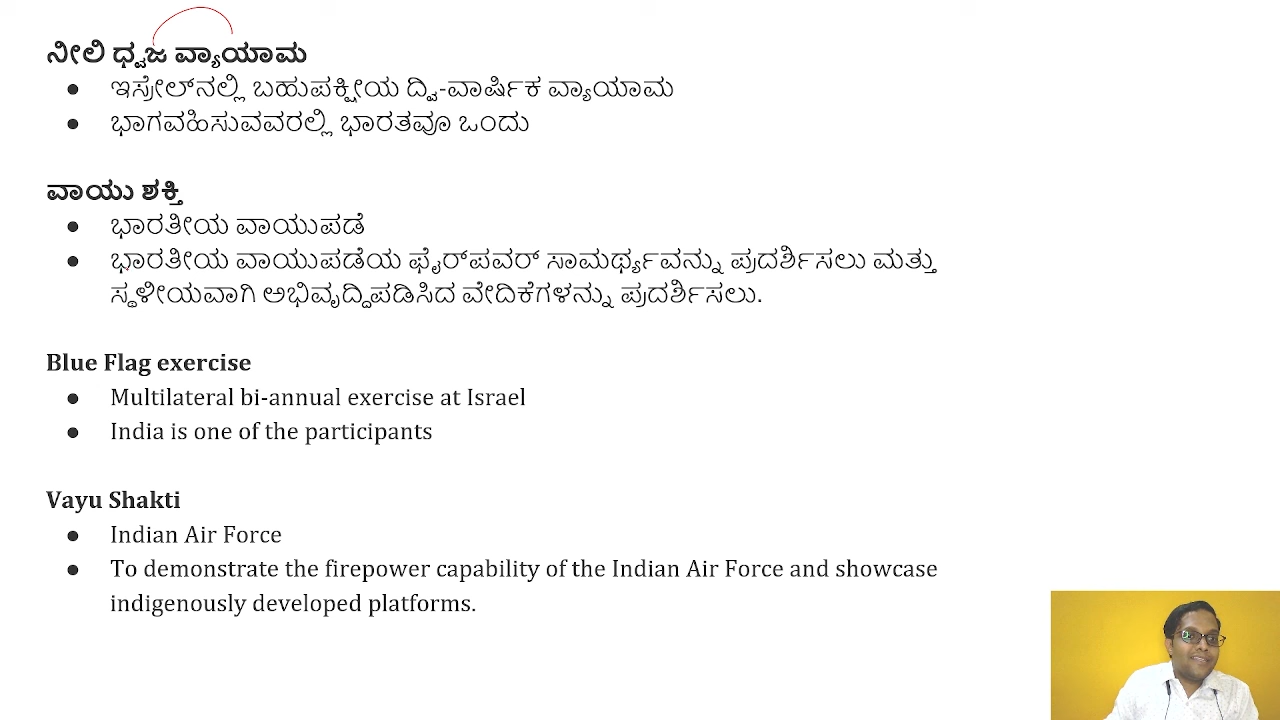 ನೀಲಿ ಧ್ವಜ ವ್ಯಾಯಾಮ
● ಇಸ್ರೇಲ್‌ನಲ್ಲಿ ಬಹುಪಕ್ಷೀಯ ದ್ವಿ-ವಾರ್ಷಿಕ ವ್ಯಾಯಾಮ
● ಭಾಗವಹಿಸುವವರಲ್ಲಿ ಭಾರತವೂ ಒಂದು
ವಾಯು ಶಕ್ತಿ
● ಭಾರತೀಯ ವಾಯುಪಡೆ
● ಭಾರತೀಯ ವಾಯುಪಡೆಯ ಫೈರ್‌ಪವರ್ ಸಾಮರ್ಥ್ಯವನ್ನು ಪ್ರದರ್ಶಿಸಲು ಮತ್ತು
ಸ್ಥಳೀಯವಾಗಿ ಅಭಿವೃದ್ಧಿಪಡಿಸಿದ ವೇದಿಕೆಗಳನ್ನು ಪ್ರದರ್ಶಿಸಲು.
Blue Flag exercise
● Multilateral bi-annual exercise at Israel
● India is one of the participants
Vayu Shakti
● Indian Air Force
● To demonstrate the firepower capability of the Indian Air Force and showcase
indigenously developed platforms.